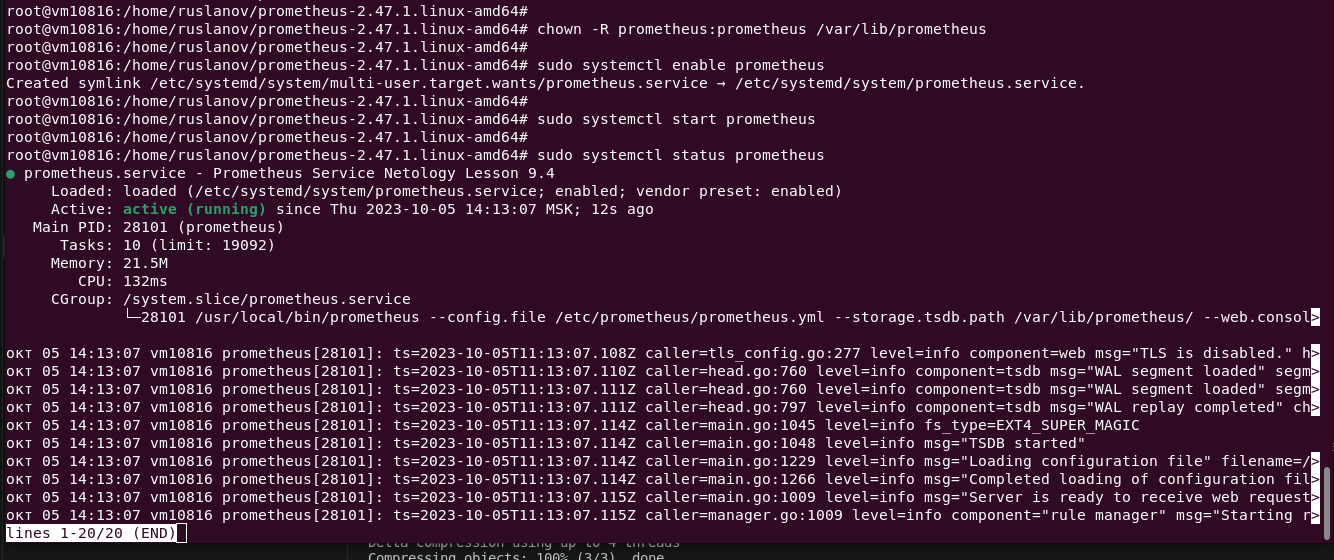 root@vm10816:/home/ruslanov/prometheus-2.47.1.linux-amd64#
root@vm10816:/home/ruslanov/prometheus-2.47.1.linux-amd64# chown -R prometheus:prometheus /var/lib/prometheus
root@vm10816:/home/ruslanov/prometheus-2.47.1.linux-amd64#
root@vm10816:/home/ruslanov/prometheus-2.47.1.linux-amd64# sudo systemctl enable prometheus
Created symlink /etc/systemd/system/multi-user.target.wants/prometheus.service → /etc/systemd/system/prometheus.service.
root@vm10816:/home/ruslanov/prometheus-2.47.1.linux-amd64#
root@vm10816:/home/ruslanov/prometheus-2.47.1.linux-amd64# sudo systemctl start prometheus
root@vm10816:/home/ruslanov/prometheus-2.47.1.linux-amd64#
root@vm10816:/home/ruslanov/prometheus-2.47.1.linux-amd64# sudo systemctl status prometheus
● prometheus.service - Prometheus Service Netology Lesson 9.4
Loaded: loaded (/etc/systemd/system/prometheus.service; enabled; vendor preset: enabled)
Active: active (running) since Thu 2023-10-05 14:13:07 MSK; 12s ago
Main PID: 28101 (prometheus)
Tasks: 10 (limit: 19092)
Memory: 21.5M
CPU: 132ms
CGroup: /system.slice/prometheus.service
└─28101 /usr/local/bin/prometheus --config.file /etc/prometheus/prometheus.yml --storage.tsdb.path /var/lib/prometheus/ --web.consol>
окт 05 14:13:07 vm10816 prometheus[28101]: ts=2023-10-05T11:13:07.108Z caller=tls_config.go:277 level=info component=web msg="TLS is disabled." h>
окт 05 14:13:07 vm10816 prometheus[28101]: ts=2023-10-05T11:13:07.110Z caller=head.go:760 level=info component=tsdb msg="WAL segment loaded" segm>
окт 05 14:13:07 vm10816 prometheus[28101]: ts=2023-10-05T11:13:07.111Z caller=head.go:760 level=info component=tsdb msg="WAL segment loaded" segm>
окт 05 14:13:07 vm10816 prometheus[28101]: ts=2023-10-05T11:13:07.111Z caller=head.go:797 level=info component=tsdb msg="WAL replay completed" ch>
окт 05 14:13:07 vm10816 prometheus[28101]: ts=2023-10-05T11:13:07.114Z caller=main.go:1045 level=info fs_type=EXT4_SUPER_MAGIC
окт 05 14:13:07 vm10816 prometheus[28101]: ts=2023-10-05T11:13:07.114Z caller=main.go:1048 level=info msg="TSDB started"
окт 05 14:13:07 vm10816 prometheus[28101]: ts=2023-10-05T11:13:07.114Z caller=main.go:1229 level=info msg="Loading configuration file" filename=/>
окт 05 14:13:07 vm10816 prometheus[28101]: ts=2023-10-05T11:13:07.114Z caller=main.go:1266 level=info msg="Completed loading of configuration fil>
окт 05 14:13:07 vm10816 prometheus[28101]: ts=2023-10-05T11:13:07.115Z caller=main.go:1009 level=info msg="Server is ready to receive web request>
окт 05 14:13:07 vm10816 prometheus[28101]: ts=2023-10-05T11:13:07.115Z caller=manager.go:1009 level=info component="rule manager" msg="Starting r>
lines 1-20/20 (END)
Delta compression using up to 4 threads
Compressing objects: 100% (3/3), done.